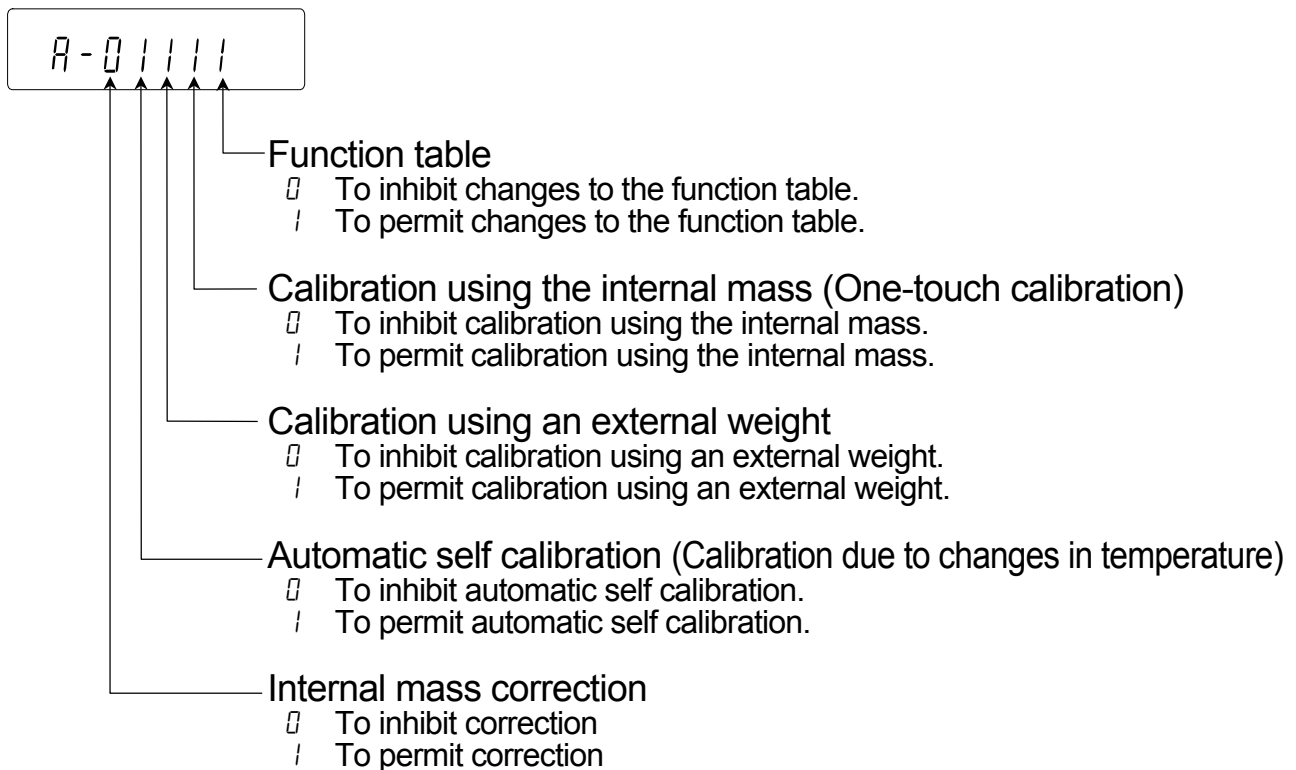 A-01111
Function table
0 To inhibit changes to the function table.
1 To permit changes to the function table.
Calibration using the internal mass (One-touch calibration)
0 To inhibit calibration using the internal mass.
1 To permit calibration using the internal mass.
Calibration using an external weight
0 To inhibit calibration using an external weight.
1 To permit calibration using an external weight.
Automatic self calibration (Calibration due to changes in temperature)
0 To inhibit automatic self calibration.
1 To permit automatic self calibration.
Internal mass correction
0 To inhibit correction
1 To permit correction